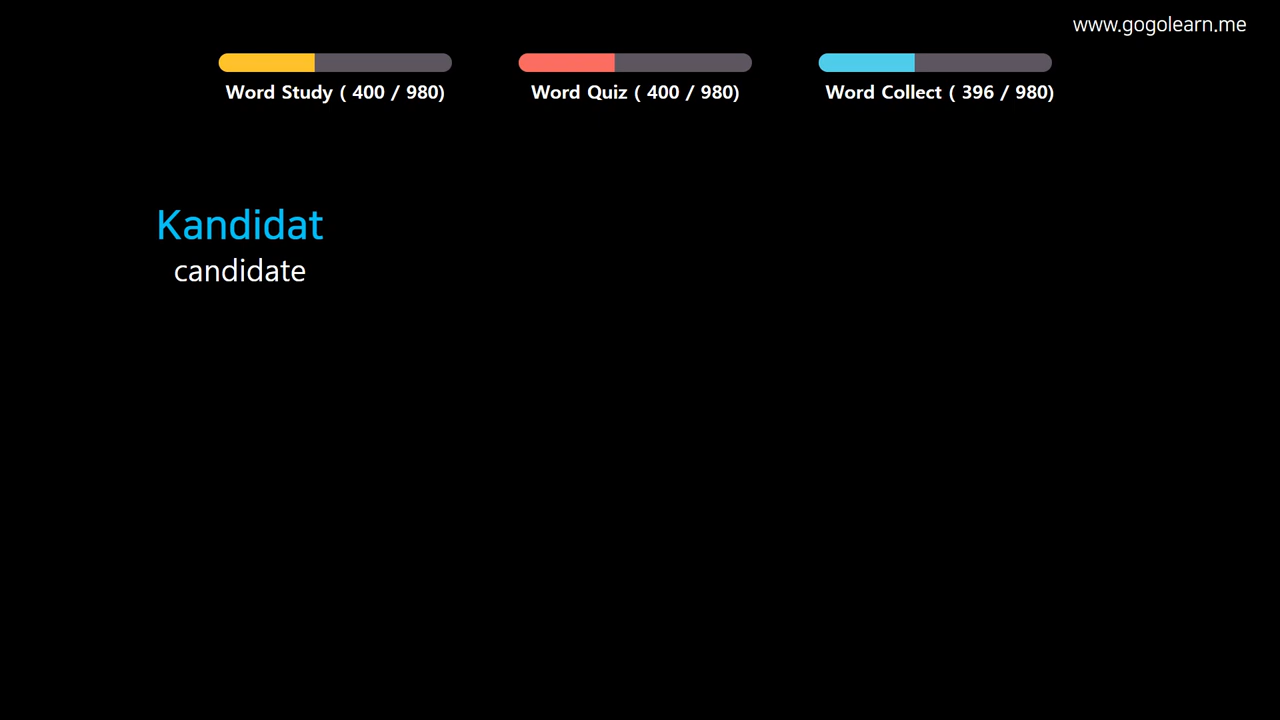 www.gogolearn.me
Word Study ( 400 / 980)
Word Quiz ( 400 / 980)
Word Collect ( 396 / 980)
Kandidat
candidate